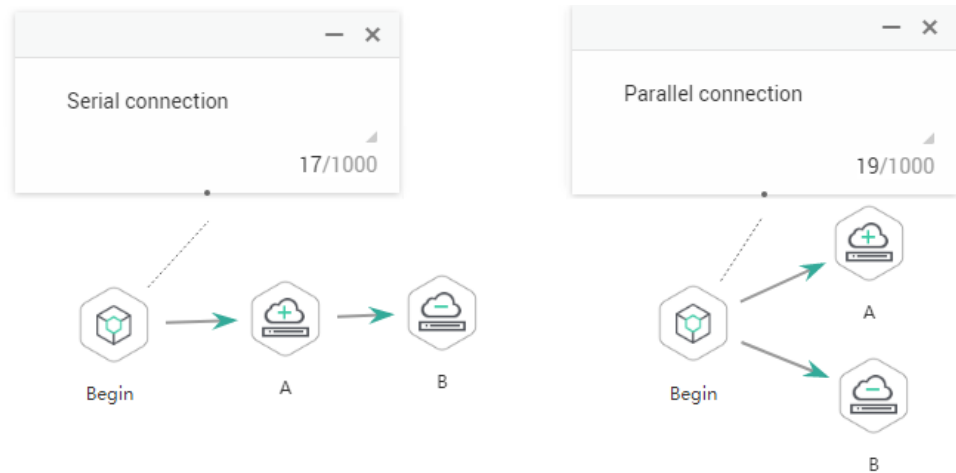 Serial connection
17/1000
Begin
A
B
Parallel connection
19/1000
A
Begin
B